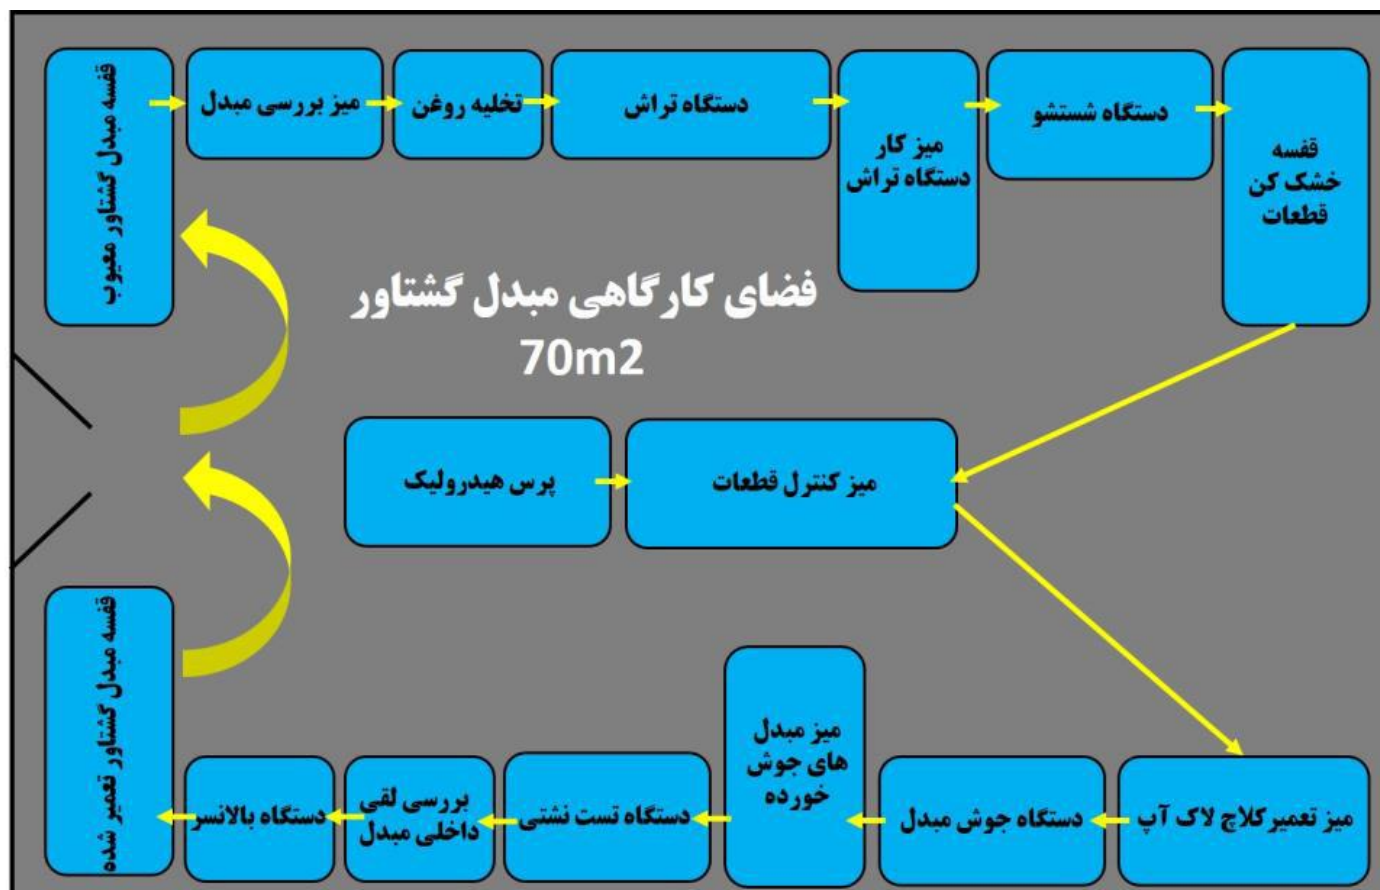 قفسه مبدل گشتاور معیوب
میز بررسی مبدل
تخلیه روغن
دستگاه تراش
میز کار
دستگاه تراش
دستگاه شستشو
قفسه
خشک کن
قطعات
فضای کارگاهی مبدل گشتاور
70m2
پرس هیدرولیک
میز کنترل قطعات
قفسه مبدل گشتاور تعمیر شده
دستگاه بالانسر
بررسی لقی
داخلی مبدل
دستگاه تست نشتی
میز مبدل
های جوش
خورده
دستگاه جوش مبدل
میز تعمیر کلاچ لاک آپ